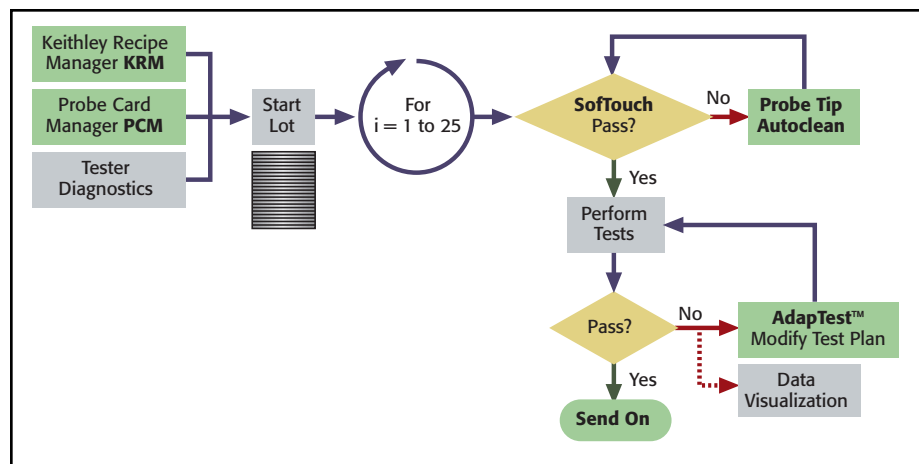 Keithley Recipe
Manager KRM
Probe Card
Manager PCM
Tester
Diagnostics
Start
Lot
For
i = 1 to 25
SofTouch
Pass?
No
Probe Tip
Autoclean
Yes
Perform
Tests
Pass?
No
AdapTest™
Modify Test Plan
Data
Visualization
Yes
Send On